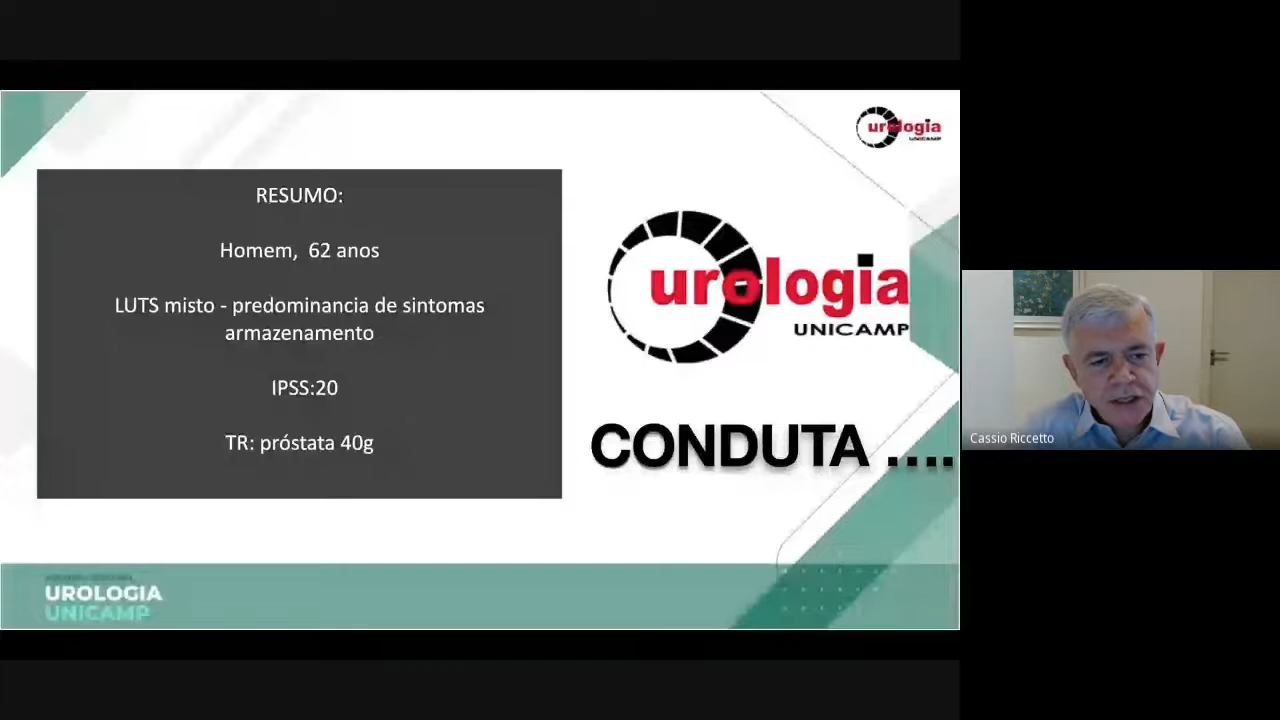 urologia
UNICAMP
RESUMO:
Homem, 62 anos
LUTS misto - predominancia de sintomas
armazenamento
IPSS:20
TR: próstata 40g
urologia
UNICAMP
CONDUTA ....
Cassio Riccetto
UROLOGIA
UNICAMP